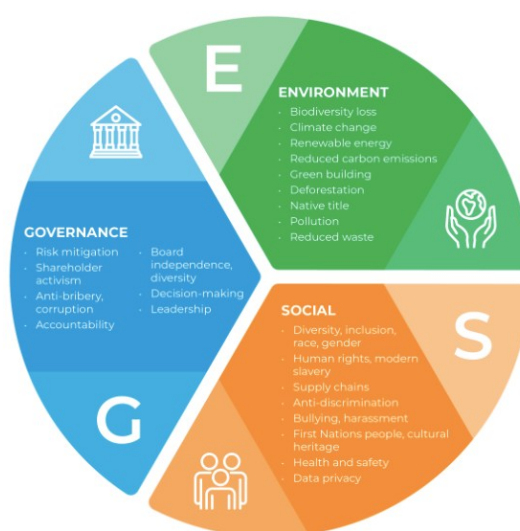 E
ENVIRONMENT
· Biodiversity loss
· Climate change
· Renewable energy
· Reduced carbon emissions
· Green building
· Deforestation
· Native title
· Pollution
· Reduced waste
GOVERNANCE
· Risk mitigation
· Shareholder
activism
· Anti-bribery,
corruption
· Accountability
· Board
independence,
diversity
· Decision-making
· Leadership
G
SOCIAL
· Diversity, inclusion,
race, gender
· Human rights, modern
slavery
· Supply chains
· Anti-discrimination
· Bullying, harassment
· First Nations people, cultural
heritage
· Health and safety
· Data privacy
S